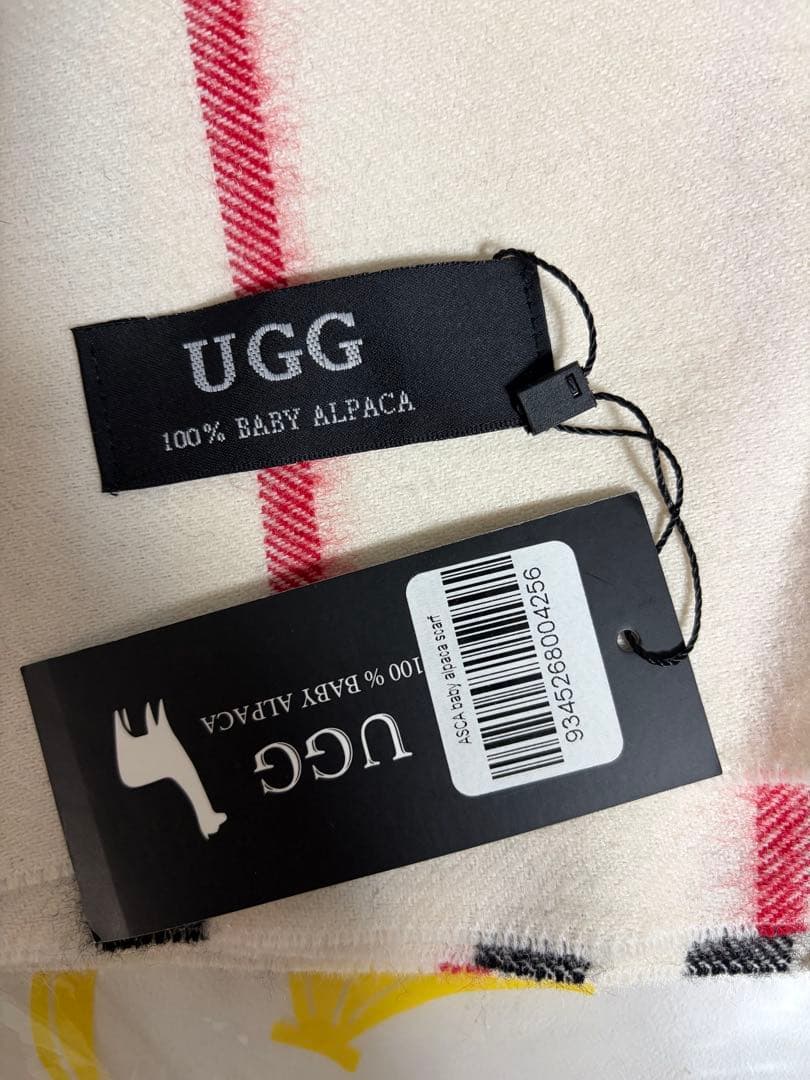 UGG
100% BABY ALPACA
ASCA baby alpaca scarf
9345268004256
UGG
100 % BABY ALPACA